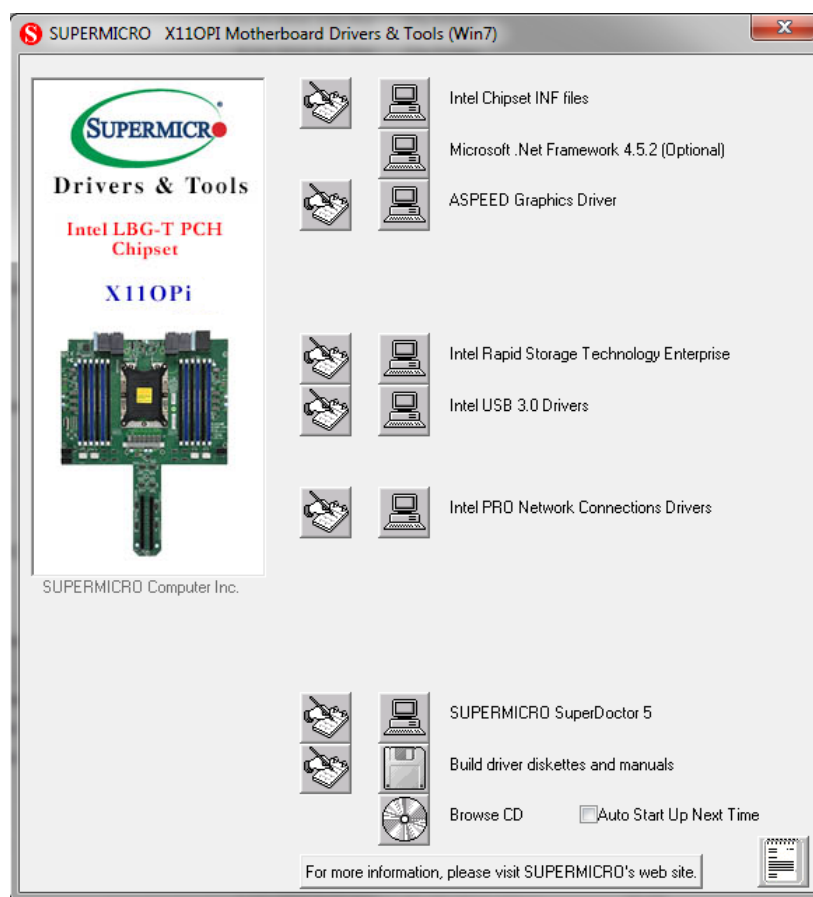 SUPERMICRO X11OPI Motherboard Drivers & Tools (Win7)
SUPERMICRO
Drivers & Tools
Intel LBG-T PCH
Chipset
X11OPi
SUPERMICRO Computer Inc.
Intel Chipset INF files
Microsoft .Net Framework 4.5.2 (Optional)
ASPEED Graphics Driver
Intel Rapid Storage Technology Enterprise
Intel USB 3.0 Drivers
Intel PRO Network Connections Drivers
SUPERMICRO SuperDoctor 5
Build driver diskettes and manuals
Browse CD Auto Start Up Next Time
For more information, please visit SUPERMICRO's web site.